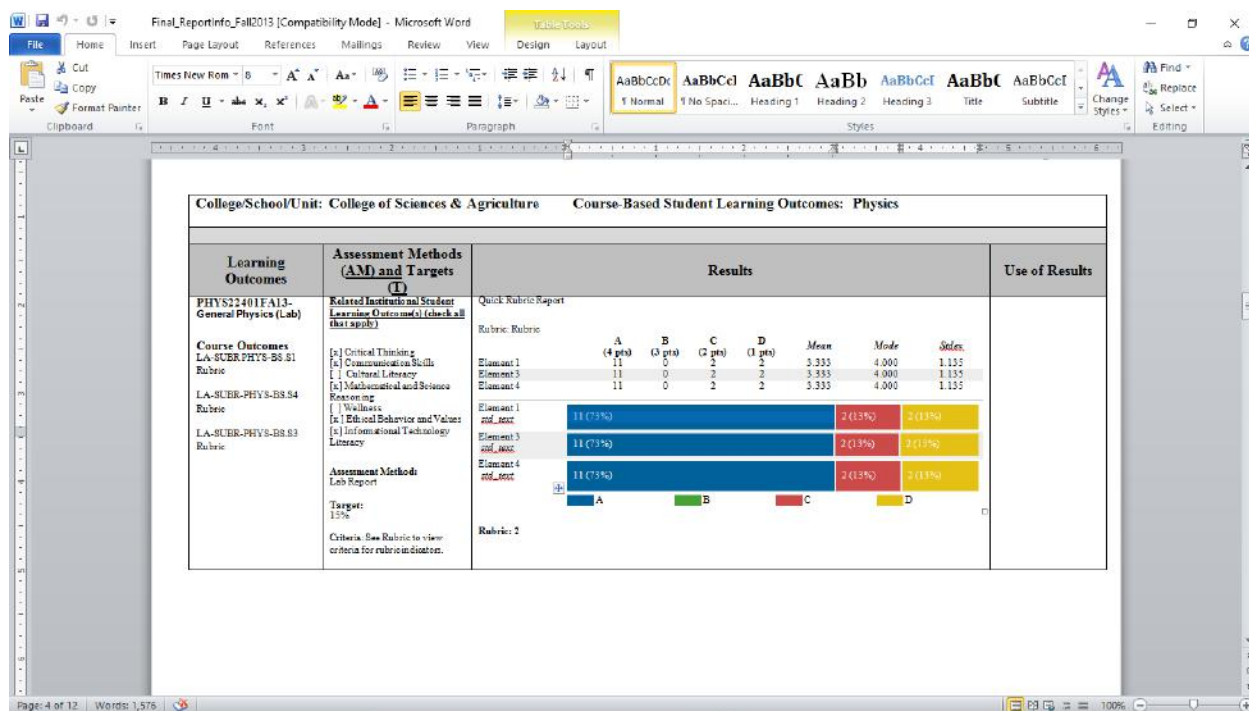 Final_ReportInfo_Fall2013 [Compatibility Mode] - Microsoft Word
Table Tools
File Home Insert Page Layout References Mailings Review View Design Layout
Paste
Cut
Copy
Format Painter
Clipboard
Times New Rom 8
Font
Paragraph
AaBbCcDc AaBbCcI AaBbC AaBb AaBbCcI AaBbC AaBbCcI
¶ Normal ¶ No Spaci... Heading 1 Heading 2 Heading 3 Title Subtitle
Change Styles
Styles
Find
Replace
Select
Editing
College/School/Unit: College of Sciences & Agriculture Course-Based Student Learning Outcomes: Physics
Learning Outcomes
Assessment Methods
(AM) and Targets
(T)
Results
Use of Results
PHYS22401FA13-
General Physics (Lab)
Course Outcomes
LA-SUBR.PHYS-BS.S1
Rubric
LA-SUBR-PHYS-BS.S4
Rubric
LA-SUBR-PHYS-BS.S3
Rubric
Related Institutional Student
Learning Outcome(s) (check all
that apply)
[x] Critical Thinking
[x] Communication Skills
[ ] Cultural Literacy
[x] Mathematical and Science
Reasoning
[ ] Wellness
[x ] Ethical Behavior and Values
[x] Informational Technology
Literacy
Assessment Method:
Lab Report
Target:
15%
Criteria: See Rubric to view
criteria for rubric indicators.
Quick Rubric Report
Rubric: Rubric
A B C D Mean Mode Stdev
(4 pts) (3 pts) (2 pts) (1 pts)
Element 1 11 0 2 2 3.333 4.000 1.135
Element 3 11 0 2 2 3.333 4.000 1.135
Element 4 11 0 2 2 3.333 4.000 1.135
Element 1
std_text
11 (73%) 2 (13%) 2 (13%)
Element 3
std_text
11 (73%) 2 (13%) 2 (13%)
Element 4
std_text
11 (73%) 2 (13%) 2 (13%)
A B C D
Rubric: 2
Page: 4 of 12 Words: 1,576 100%